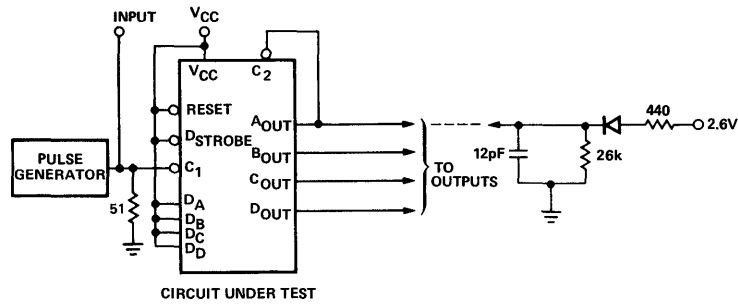 INPUT
VCC
VCC
C2
RESET
DSTROBE
C1
DA
DB
DC
DD
AOUT
BOUT
COUT
DOUT
PULSE
GENERATOR
51
TO
OUTPUTS
12pF
26k
440
2.6V
CIRCUIT UNDER TEST